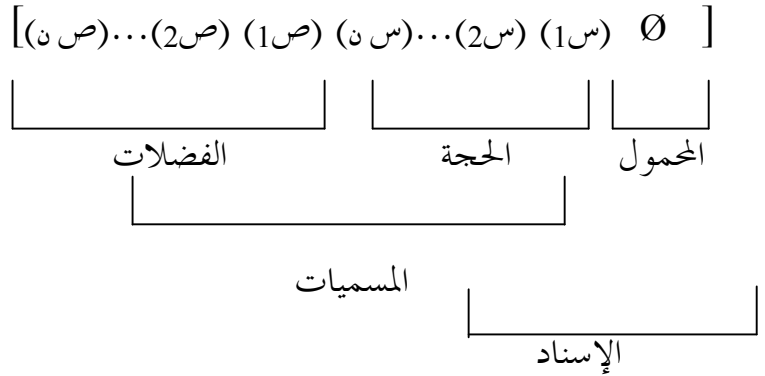 [ Ø (س1) (س2)...(س ن) (ص1) (ص2)...(ص ن)]
المحمول الحجة الفضلات
المسميات
الإسناد